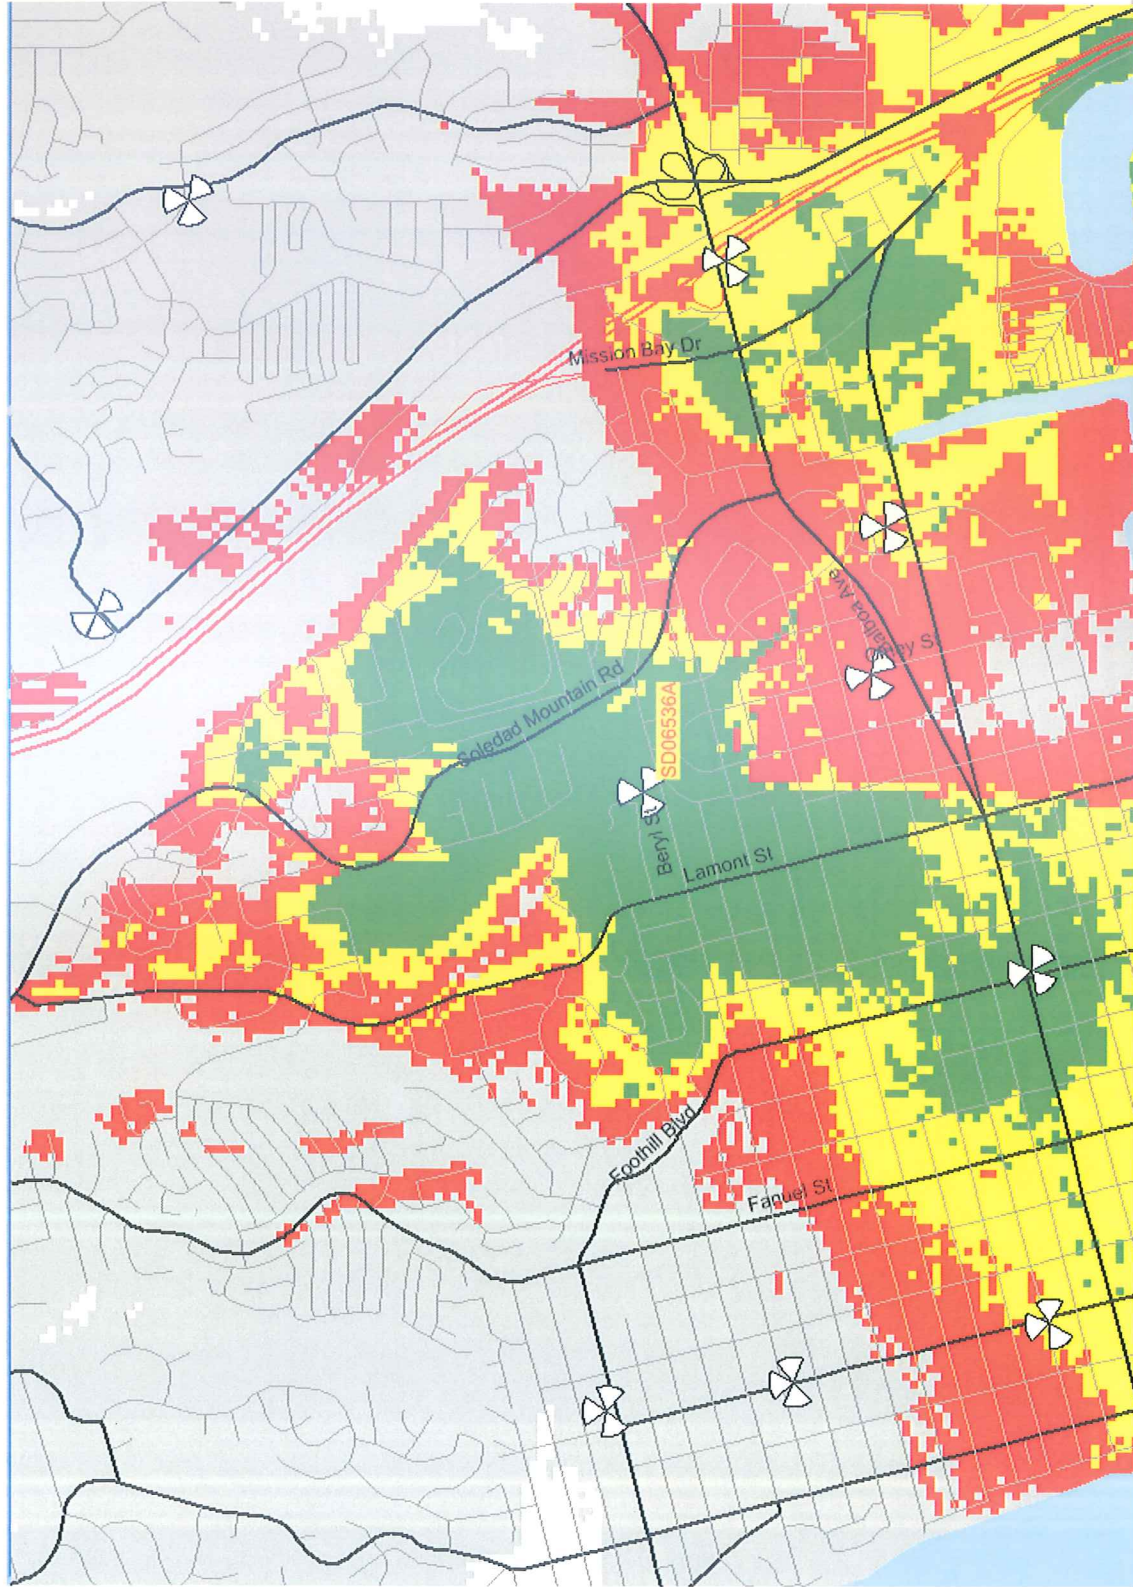 Mission Bay Dr
Balboa Ave
Soledad Mountain Rd
SD06536A
Beryl St
Lamont St
Foothill Blvd
Fanuel St